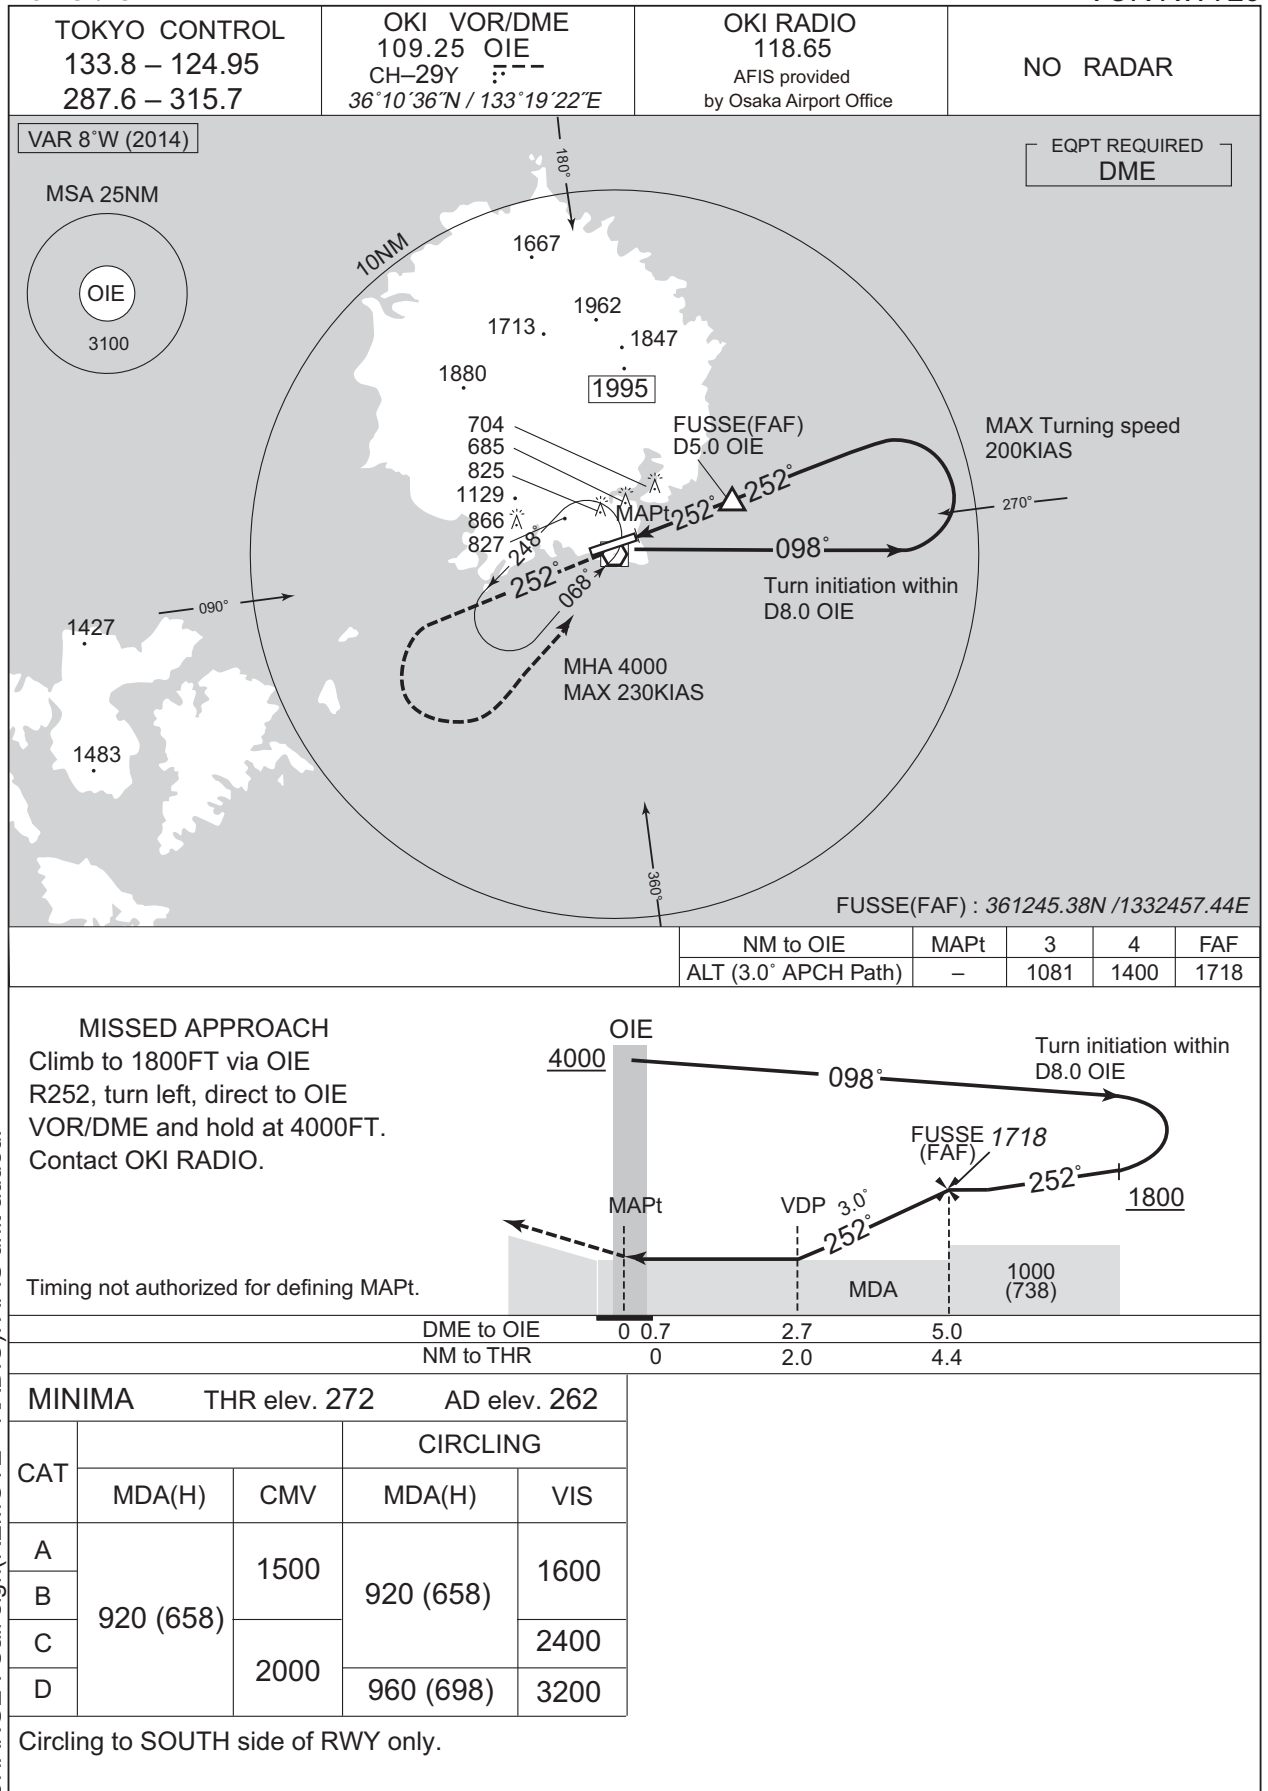 TOKYO CONTROL
133.8 – 124.95
287.6 – 315.7
OKI VOR/DME
109.25 OIE
CH–29Y
36°10´36˝N / 133°19´22˝E
OKI RADIO
118.65
AFIS provided
by Osaka Airport Office
NO RADAR
VAR 8˚W (2014)
EQPT REQUIRED
DME
MSA 25NM
OIE
3100
180°
10NM
1667
1962
1713
1847
1880
1995
704
685
825
1129
866
827
FUSSE(FAF)
D5.0 OIE
MAX Turning speed
200KIAS
252°
252°
MAPt
270°
098°
248°
252°
068°
Turn initiation within
D8.0 OIE
090°
1427
MHA 4000
MAX 230KIAS
1483
360°
FUSSE(FAF) : 361245.38N /1332457.44E
NM to OIE MAPt 3 4 FAF
ALT (3.0˚ APCH Path) – 1081 1400 1718
MISSED APPROACH
Climb to 1800FT via OIE
R252, turn left, direct to OIE
VOR/DME and hold at 4000FT.
Contact OKI RADIO.
OIE
4000
098°
Turn initiation within
D8.0 OIE
FUSSE 1718
(FAF)
252°
1800
MAPt
VDP 3.0°
252°
Timing not authorized for defining MAPt.
MDA
1000
(738)
DME to OIE 0 0.7 2.7 5.0
NM to THR 0 2.0 4.4
MINIMA THR elev. 272 AD elev. 262
CAT
CIRCLING
MDA(H) CMV MDA(H) VIS
A
B
C
D
920 (658)
1500
2000
920 (658)
960 (698)
1600
2400
3200
Circling to SOUTH side of RWY only.